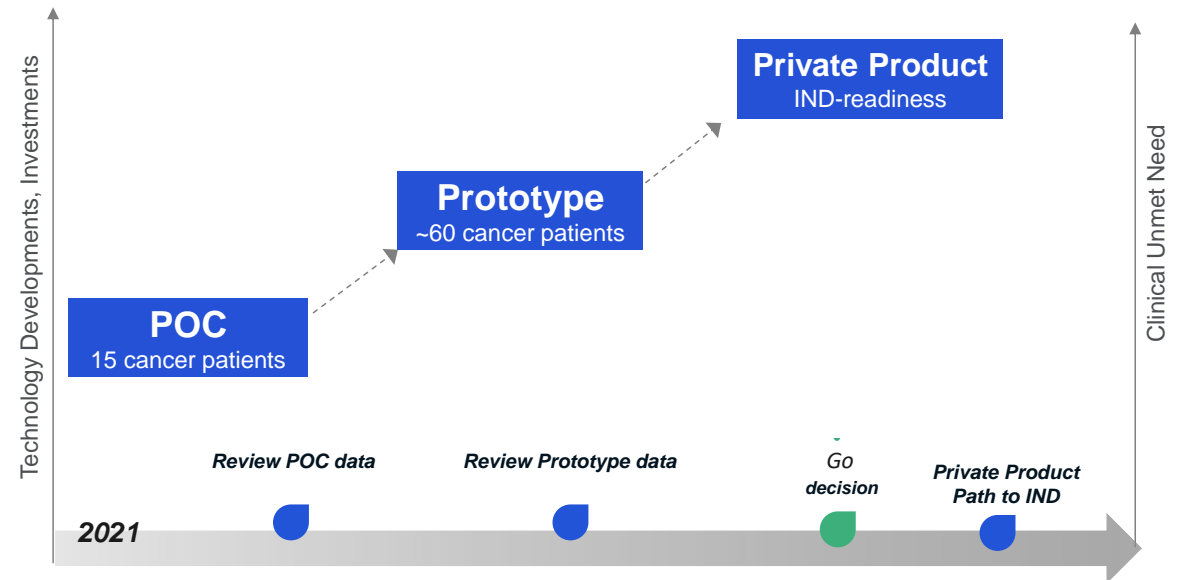 Technology Developments, Investments
Private Product
IND-readiness
Clinical Unmet Need
Prototype
~60 cancer patients
POC
15 cancer patients
Review POC data
Review Prototype data
Go
decision
Private Product
Path to IND
2021